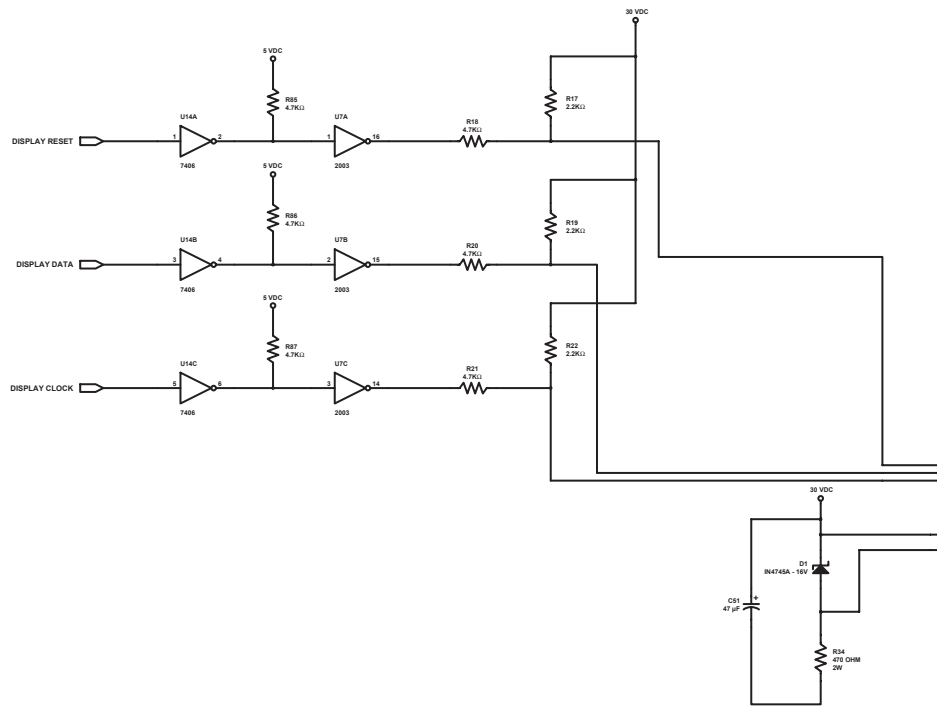 30 VDC
5 VDC
R85
4.7KΩ
R17
2.2KΩ
U14A
U7A
R18
4.7KΩ
DISPLAY RESET
1
2
1
16
7406
2003
5 VDC
R86
4.7KΩ
R19
2.2KΩ
U14B
U7B
R20
4.7KΩ
DISPLAY DATA
3
4
2
15
7406
2003
5 VDC
R87
4.7KΩ
R22
2.2KΩ
U14C
U7C
R21
4.7KΩ
DISPLAY CLOCK
5
6
3
14
7406
2003
30 VDC
D1
IN4745A - 16V
C51
47 µF
+
R34
470 OHM
2W